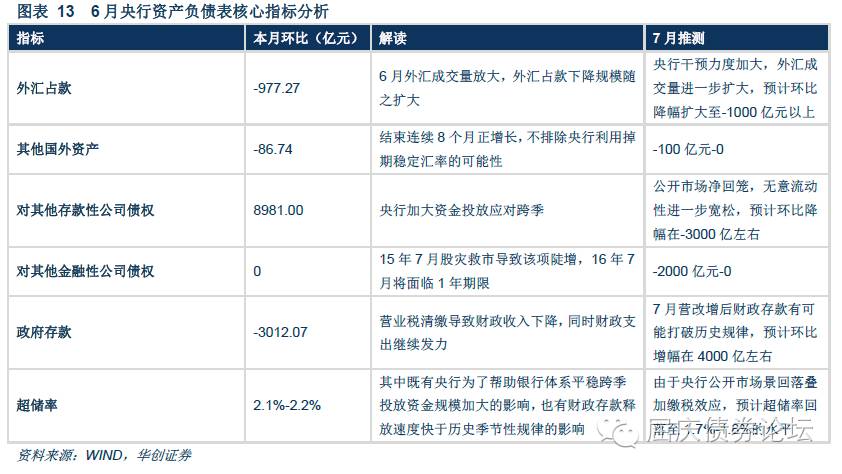 图表 13 6 月央行资产负债表核心指标分析
指标 本月环比（亿元） 解读 7 月推测
外汇占款 -977.27
6 月外汇成交量放大，外汇占款下降规模随
之扩大
央行干预力度加大，外汇成
交量进一步扩大，预计环比
降幅扩大至-1000 亿元以上
其他国外资产 -86.74
结束连续 8 个月正增长，不排除央行利用掉
期稳定汇率的可能性
-100 亿元-0
对其他存款性公司债权 8981.00
央行加大资金投放应对跨季
公开市场净回笼，无意流动
性进一步宽松，预计环比降
幅在-3000 亿左右
对其他金融性公司债权 0
15 年 7 月股灾救市导致该项陡增，16 年 7
月将面临 1 年期限
-2000 亿元-0
政府存款 -3012.07
营业税清缴导致财政收入下降，同时财政支
出继续发力
7 月营改增后财政存款有可
能打破历史规律，预计环比
增幅在 4000 亿左右
超储率 2.1%-2.2%
其中既有央行为了帮助银行体系平稳跨季
投放资金规模加大的影响，也有财政存款释
放速度快于历史季节性规律的影响
由于央行公开市场景回落叠
加缴税效应，预计超储率回
的水平
资料来源：WIND，华创证券
屈庆债券论坛